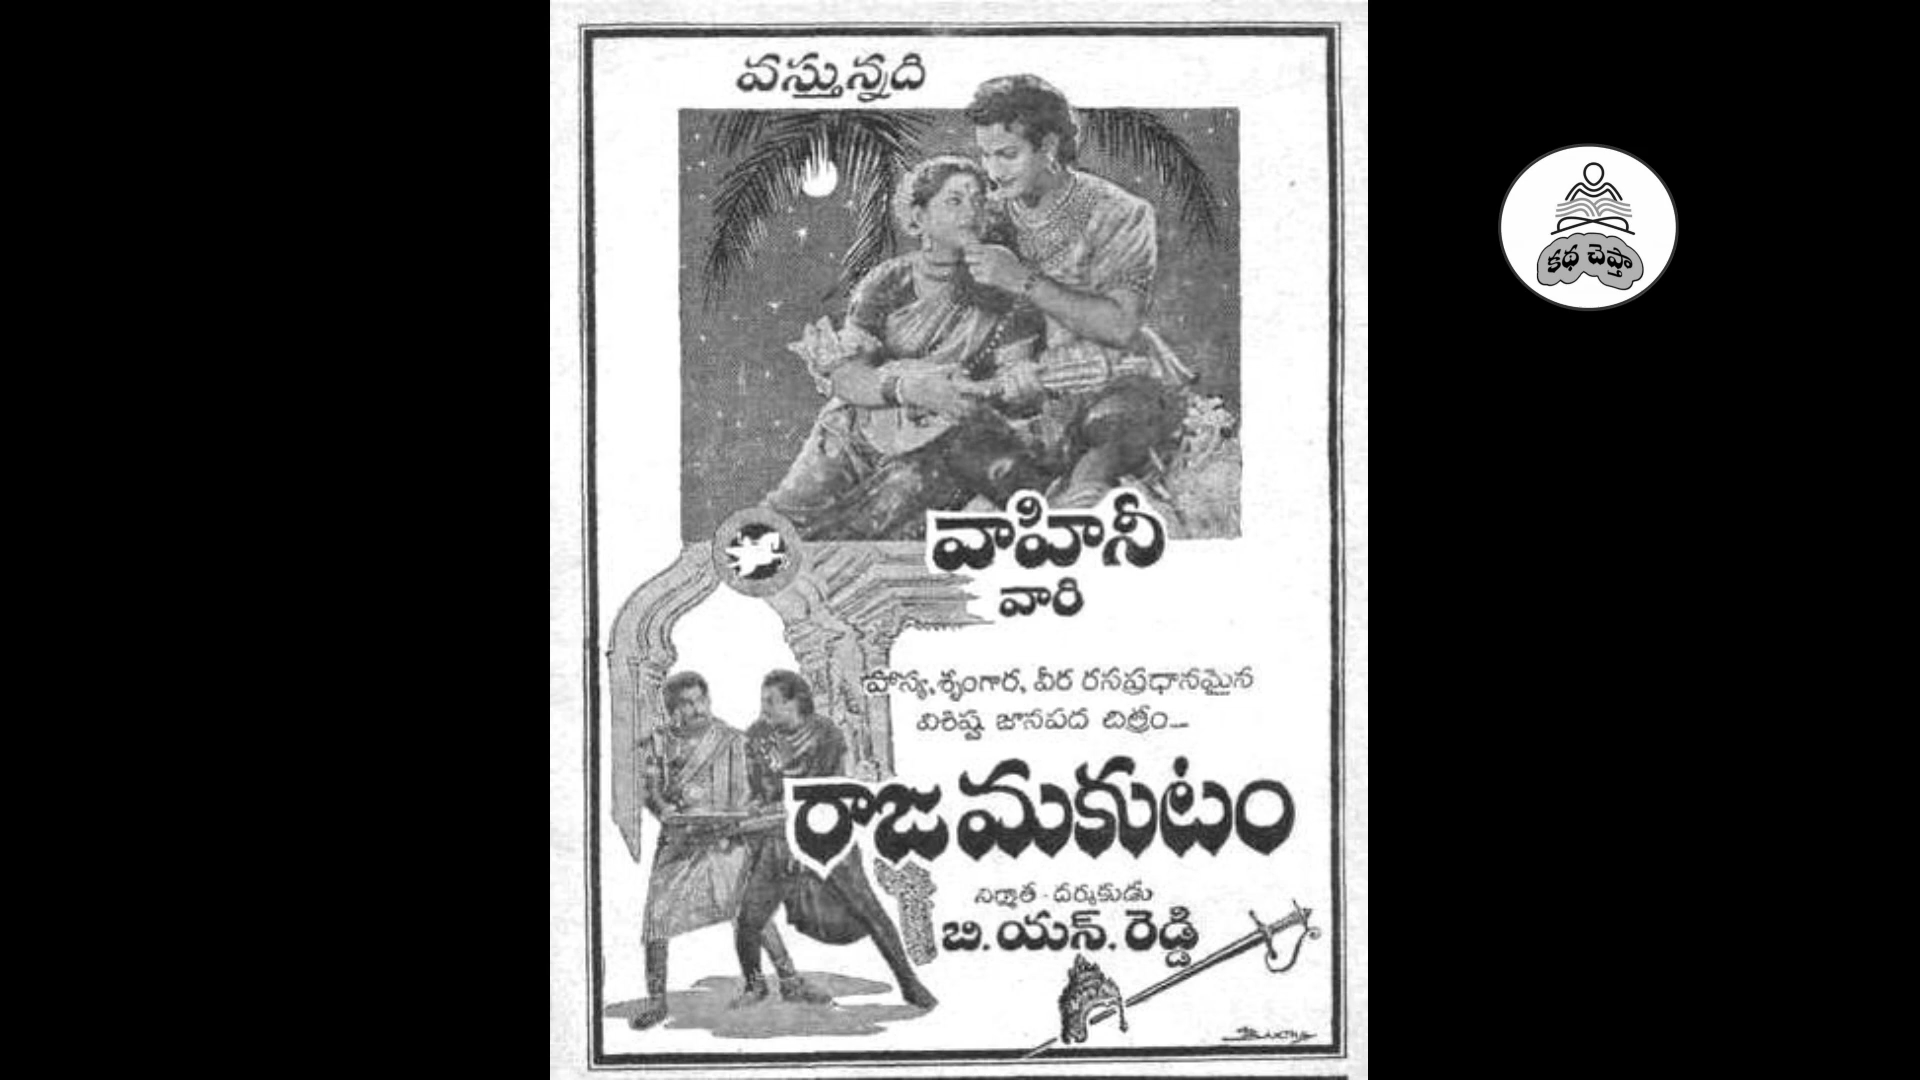 వస్తున్నది
వాహినీ
వారి
హాస్య, శృంగార, వీర రసప్రధానమైన
విశిష్ట జానపద చిత్రం...
రాజమకుటం
నిర్మాత - దర్శకుడు
బి. యన్. రెడ్డి
కథ చెప్తా